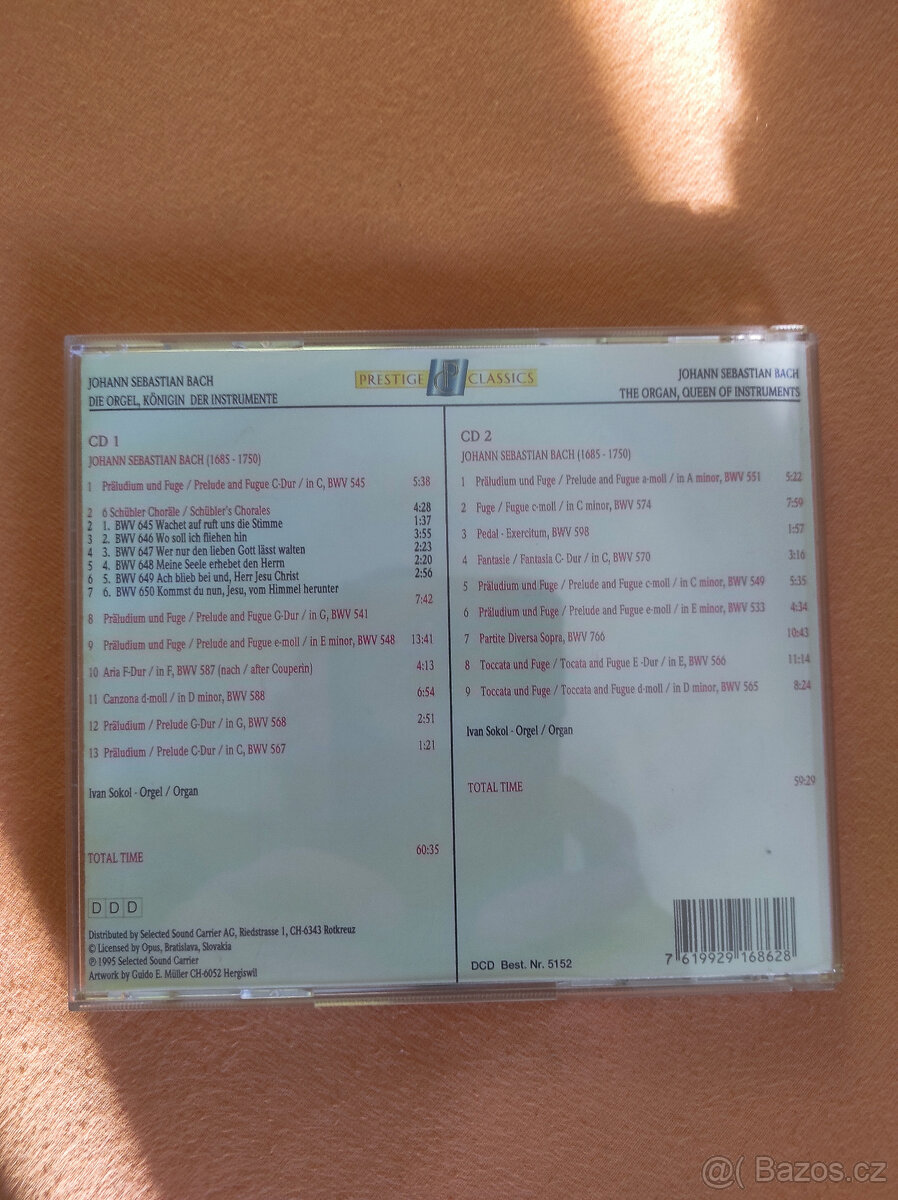 JOHANN SEBASTIAN BACH
DIE ORGEL, KÖNIGIN DER INSTRUMENTE
PRESTIGE CLASSICS
JOHANN SEBASTIAN BACH
THE ORGAN, QUEEN OF INSTRUMENTS
CD 1
JOHANN SEBASTIAN BACH (1685 - 1750)
1 Präludium und Fuge / Prelude and Fugue C-Dur / in C, BWV 545 5:38
2 6 Schübler Choräle / Schübler's Chorales 4:28
2 1. BWV 645 Wachet auf ruft uns die Stimme 1:37
3 2. BWV 646 Wo soll ich fliehen hin 3:55
4 3. BWV 647 Wer nur den lieben Gott lässt walten 2:23
5 4. BWV 648 Meine Seele erhebet den Herrn 2:20
6 5. BWV 649 Ach blieb bei und, Herr Jesu Christ 2:56
7 6. BWV 650 Kommst du nun, Jesu, vom Himmel herunter
7:42
8 Präludium und Fuge / Prelude and Fugue G-Dur / in G, BWV 541
9 Präludium und Fuge / Prelude and Fugue e-moll / in E minor, BWV 548 13:41
10 Aria F-Dur / in F, BWV 587 (nach / after Couperin) 4:13
11 Canzona d-moll / in D minor, BWV 588 6:54
12 Präludium / Prelude G-Dur / in G, BWV 568 2:51
13 Präludium / Prelude C-Dur / in C, BWV 567 1:21
Ivan Sokol - Orgel / Organ
TOTAL TIME 60:35
DDD
Distributed by Selected Sound Carrier AG, Riedstrasse 1, CH-6343 Rotkreuz
© Licensed by Opus, Bratislava, Slovakia
℗ 1995 Selected Sound Carrier
Artwork by Guido E. Müller CH-6052 Hergiswil
CD 2
JOHANN SEBASTIAN BACH (1685 - 1750)
1 Präludium und Fuge / Prelude and Fugue a-moll / in A minor, BWV 551 5:22
2 Fuge / Fugue c-moll / in C minor, BWV 574 7:59
3 Pedal - Exercitum, BWV 598 1:57
4 Fantasie / Fantasia C- Dur / in C, BWV 570 3:16
5 Präludium und Fuge / Prelude and Fugue c-moll / in C minor, BWV 549 5:35
6 Präludium und Fuge / Prelude and Fugue e-moll / in E minor, BWV 533 4:34
7 Partite Diversa Sopra, BWV 766 10:43
8 Toccata und Fuge / Tocata and Fugue E -Dur / in E, BWV 566 11:14
9 Toccata und Fuge / Toccata and Fugue d-moll / in D minor, BWV 565 8:24
Ivan Sokol - Orgel / Organ
TOTAL TIME 59:29
DCD Best. Nr. 5152
7 619929 168628
@( Bazos.cz